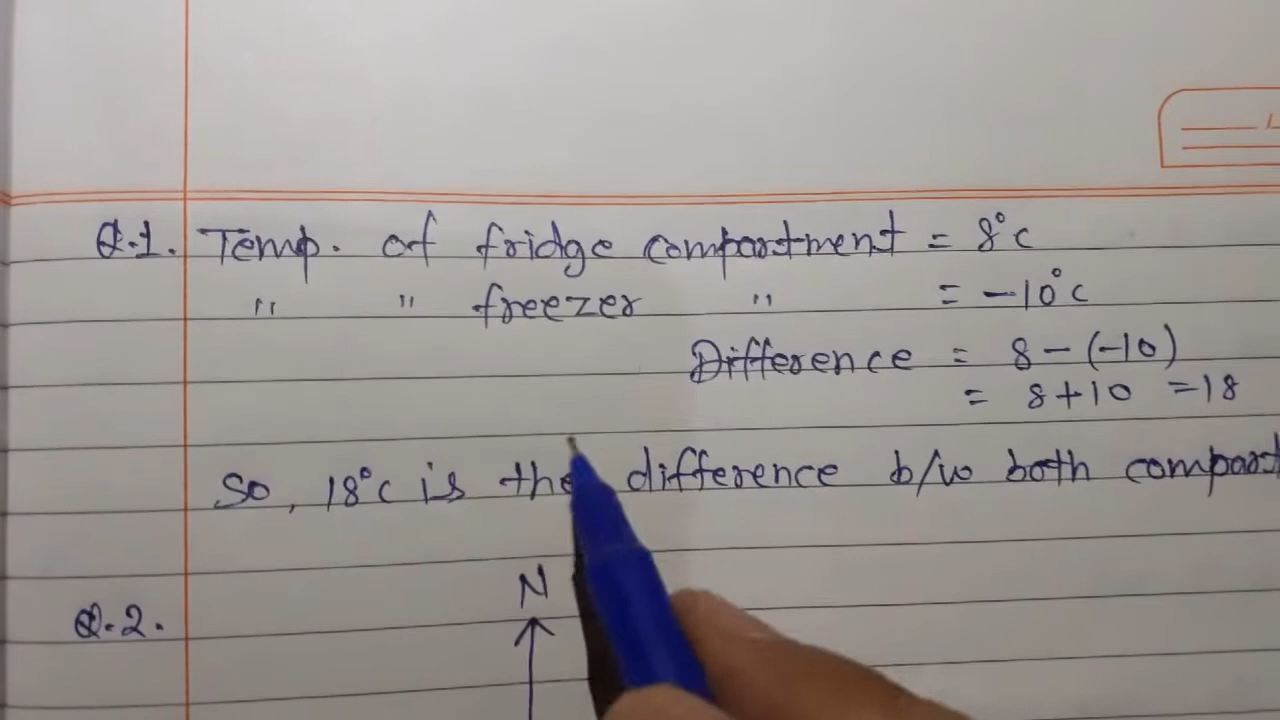 Q.1. Temp. of fridge compartment = 8°C
" " freezer " = -10°C
Difference = 8-(-10)
= 8+10 =18
So, 18°C is the difference b/w both compart
Q.2.
N